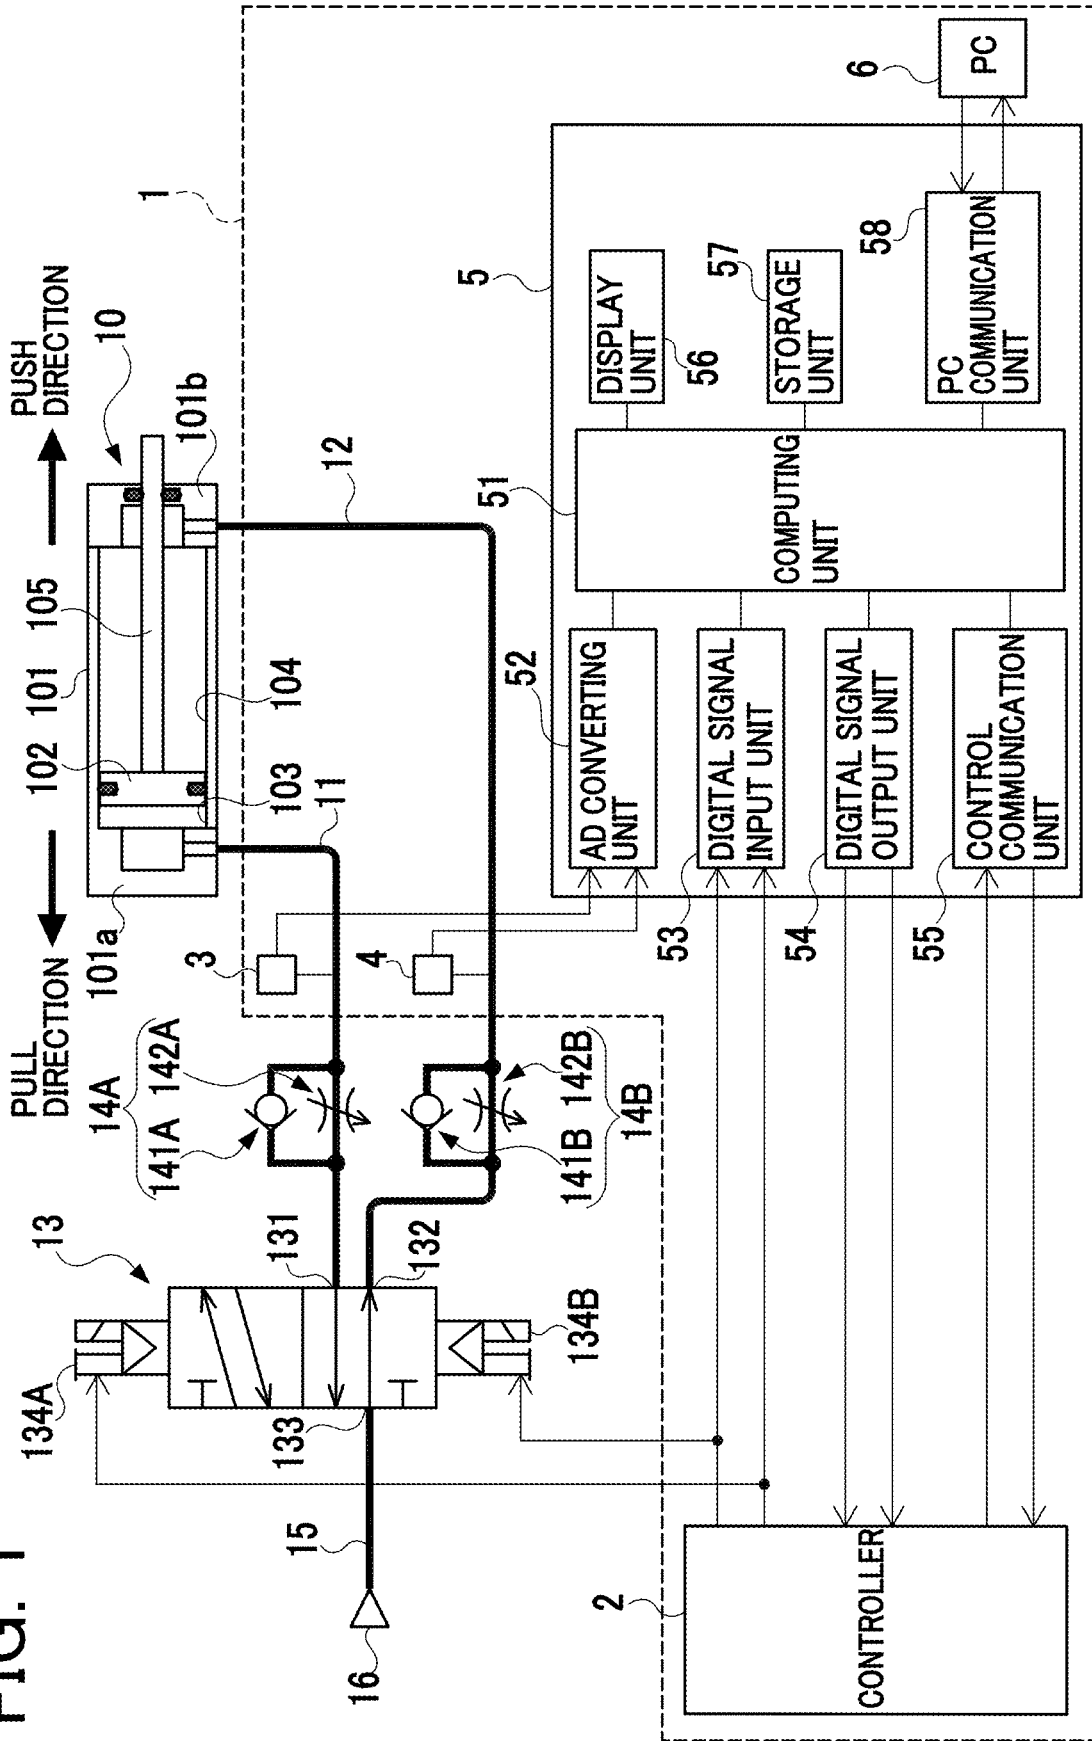 FIG. 1
PULL
DIRECTION
PUSH
DIRECTION
10
101
102
105
101a
101b
103
104
11
12
1
13
14A
141A
142A
14B
141B
142B
131
132
133
134A
134B
15
16
3
4
5
6
PC
2
CONTROLLER
51
COMPUTING
UNIT
52
AD CONVERTING
UNIT
53
DIGITAL SIGNAL
INPUT UNIT
54
DIGITAL SIGNAL
OUTPUT UNIT
55
CONTROL
COMMUNICATION
UNIT
56
DISPLAY
UNIT
57
STORAGE
UNIT
58
PC
COMMUNICATION
UNIT